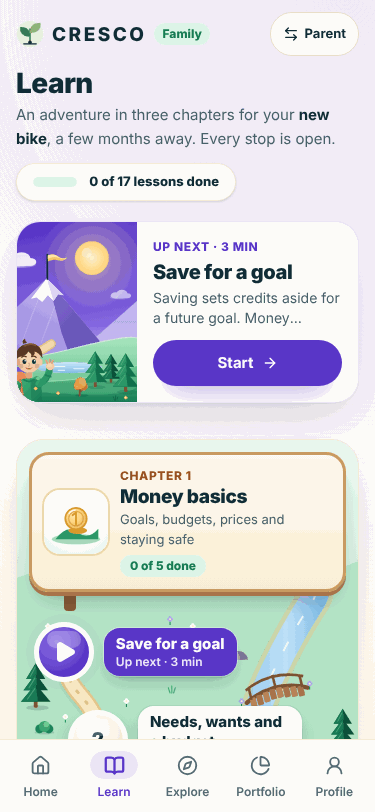 CRESCO Family Parent
Learn
An adventure in three chapters for your new
bike, a few months away. Every stop is open.
0 of 17 lessons done
UP NEXT · 3 MIN
Save for a goal
Saving sets credits aside for
a future goal. Money...
Start →
CHAPTER 1
Money basics
Goals, budgets, prices and
staying safe
0 of 5 done
Save for a goal
Up next · 3 min
Needs, wants and
Home Learn Explore Portfolio Profile